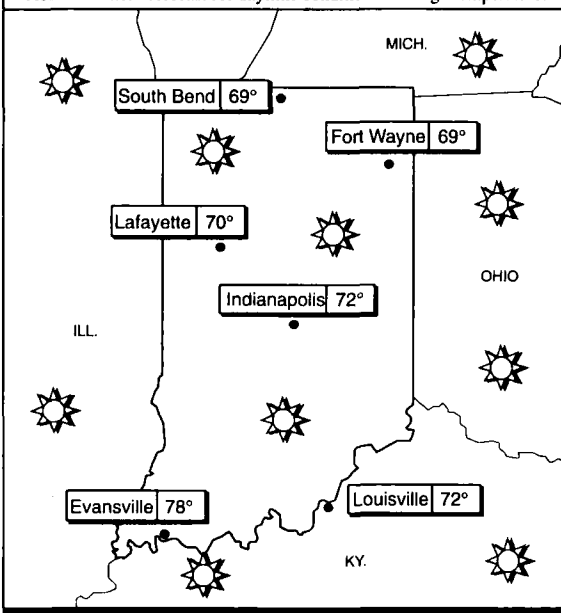 MICH.
South Bend 69°
Fort Wayne 69°
Lafayette 70°
OHIO
Indianapolis 72°
ILL.
Evansville 78°
Louisville 72°
KY.